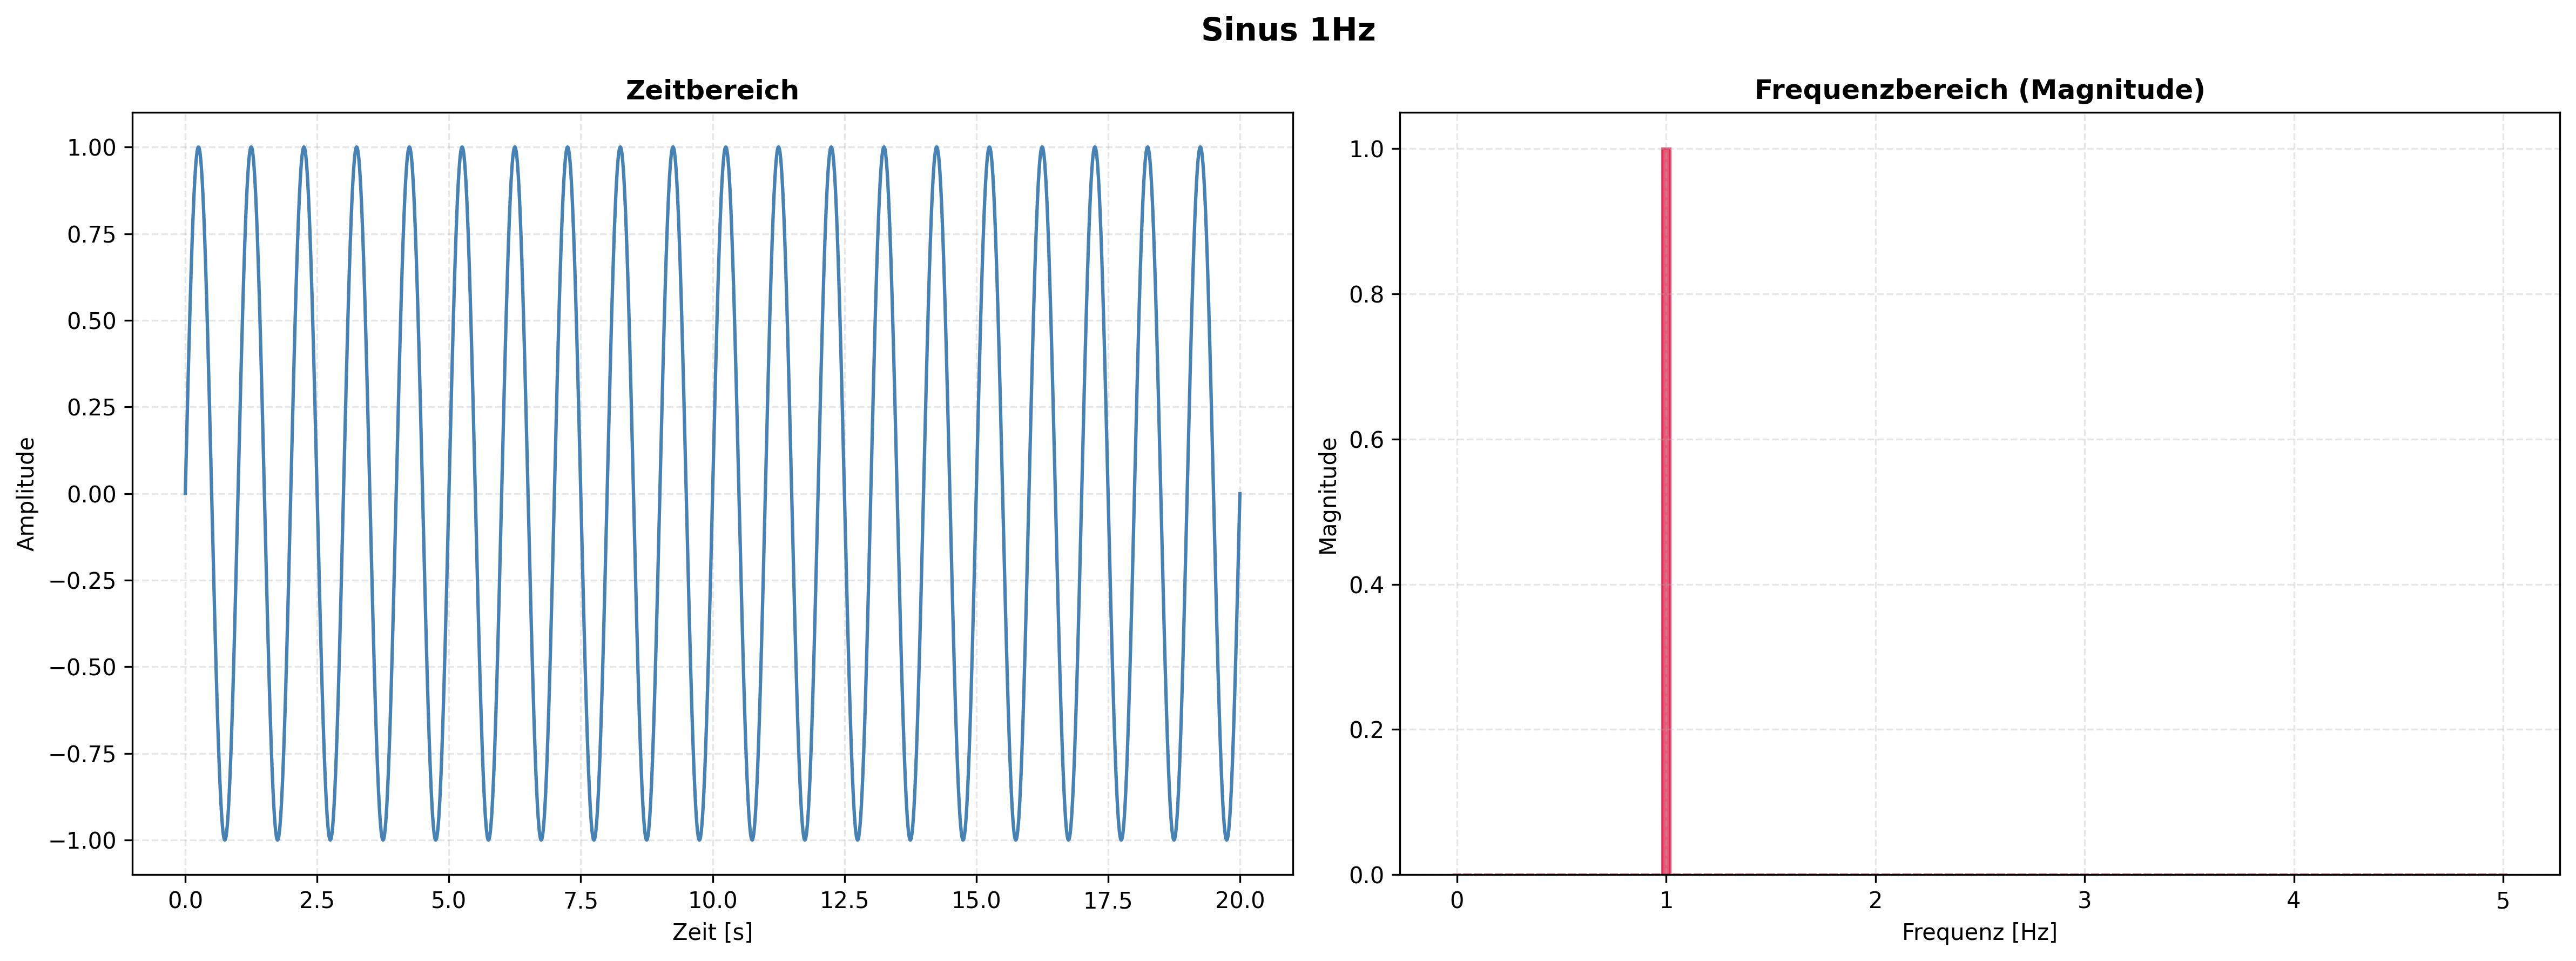 Sinus 1Hz
Zeitbereich
1.00
0.75
0.50
0.25
0.00
−0.25
−0.50
−0.75
−1.00
Amplitude
0.0 2.5 5.0 7.5 10.0 12.5 15.0 17.5 20.0
Zeit [s]
Frequenzbereich (Magnitude)
1.0
0.8
0.6
0.4
0.2
0.0
Magnitude
0 1 2 3 4 5
Frequenz [Hz]